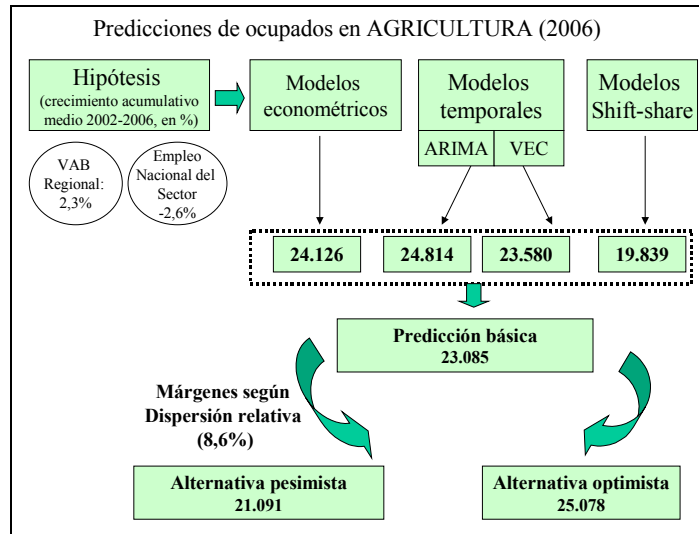 Predicciones de ocupados en AGRICULTURA (2006)
Hipótesis
(crecimiento acumulativo
medio 2002-2006, en %)
Modelos
econométricos
Modelos
temporales
ARIMA
VEC
Modelos
Shift-share
VAB
Regional:
2,3%
Empleo
Nacional del
Sector
-2,6%
24.126
24.814
23.580
19.839
Predicción básica
23.085
Márgenes según
Dispersión relativa
(8,6%)
Alternativa pesimista
21.091
Alternativa optimista
25.078